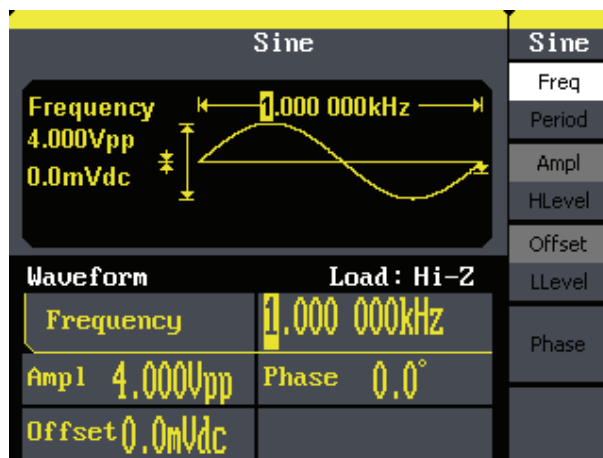 Sine
Frequency
1.000 000kHz
4.000Vpp
0.0mVdc
Waveform Load: Hi-Z
Frequency 1.000 000kHz
Ampl 4.000Vpp Phase 0.0°
Offset 0.0mVdc
Sine
Freq
Period
Ampl
HLevel
Offset
LLevel
Phase